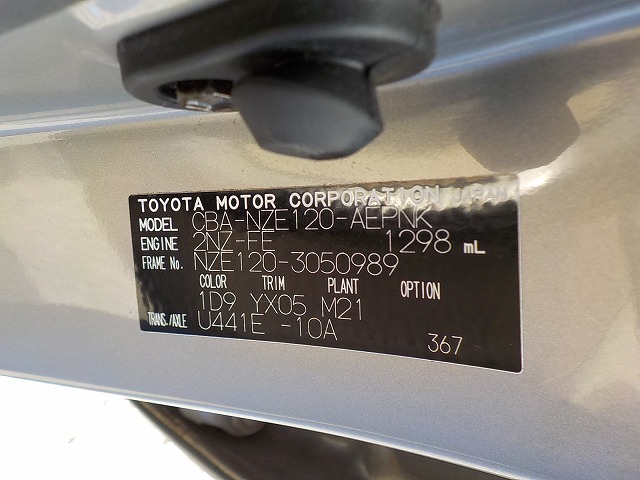 TOYOTA MOTOR CORPORATION JAPAN
MODEL CBA-NZE120-AEPNK
ENGINE 2NZ-FE 1298 mL
FRAME No. NZE120-3050989
COLOR TRIM PLANT OPTION
1D9 YX05 M21
TRANS./AXLE U441E -10A
367